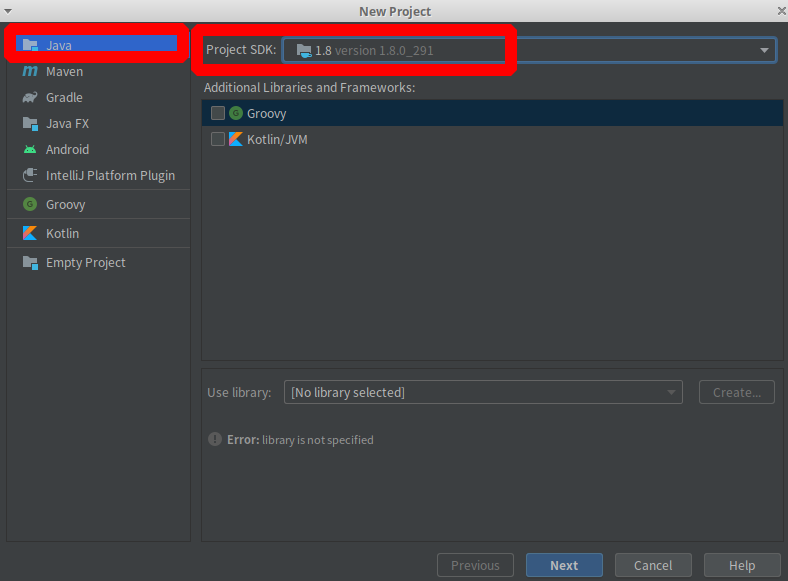 New Project
Java
Maven
Gradle
Java FX
Android
IntelliJ Platform Plugin
Groovy
Kotlin
Empty Project
Project SDK: 1.8 version 1.8.0_291
Additional Libraries and Frameworks:
Groovy
Kotlin/JVM
Use library: [No library selected] Create...
Error: library is not specified
Previous Next Cancel Help